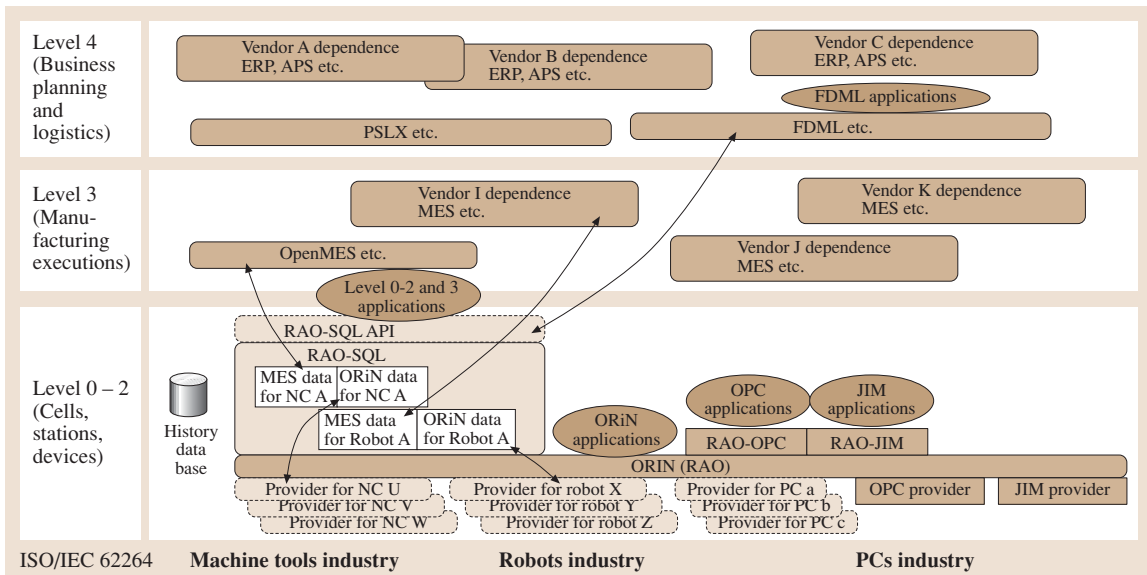 Level 4
(Business
planning
and
logistics)
Vendor A dependence
ERP, APS etc.
Vendor B dependence
ERP, APS etc.
Vendor C dependence
ERP, APS etc.
FDML applications
PSLX etc.
FDML etc.
Level 3
(Manu-
facturing
executions)
Vendor I dependence
MES etc.
Vendor K dependence
MES etc.
OpenMES etc.
Vendor J dependence
MES etc.
Level 0-2 and 3
applications
Level 0 – 2
(Cells,
stations,
devices)
History
data
base
RAO-SQL API
RAO-SQL
MES data
for NC A
ORiN data
for NC A
MES data
for Robot A
ORiN data
for Robot A
ORiN
applications
OPC
applications
JIM
applications
RAO-OPC
RAO-JIM
ORIN (RAO)
Provider for NC U
Provider for NC V
Provider for NC W
Provider for robot X
Provider for robot Y
Provider for robot Z
Provider for PC a
Provider for PC b
Provider for PC c
OPC provider
JIM provider
ISO/IEC 62264
Machine tools industry
Robots industry
PCs industry